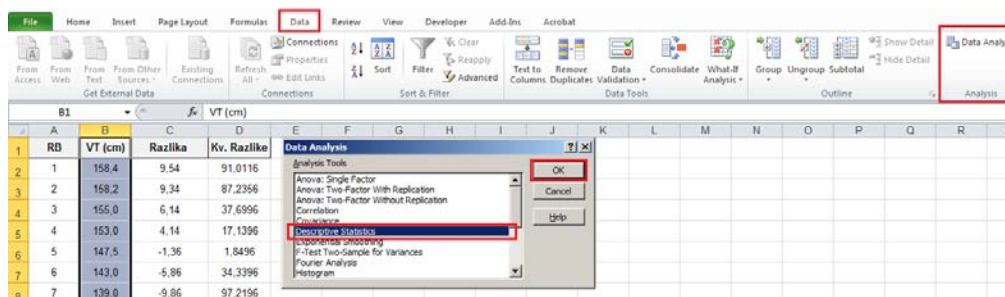 File Home Insert Page Layout Formulas Data Review View Developer Add-Ins Acrobat
From Access From Web From Text From Other Sources Existing Connections
Get External Data
Refresh All Connections Properties Edit Links
Connections
Sort Filter Clear Reapply Advanced
Sort & Filter
Text to Columns Remove Duplicates Data Validation Consolidate What-If Analysis
Data Tools
Group Ungroup Subtotal Show Detail Hide Detail
Outline
Data Analy
Analysis
B1 fx VT (cm)
A B C D E F G H I J K L M N O P Q R
1 RB VT (cm) Razlika Kv. Razlike
2 1 158,4 9,54 91,0116
3 2 158,2 9,34 87,2356
4 3 155,0 6,14 37,6996
5 4 153,0 4,14 17,1396
6 5 147,5 -1,36 1,8496
7 6 143,0 -5,86 34,3396
8 7 139,0 -9,86 97,2196
Data Analysis
Analysis Tools
Anova: Single Factor
Anova: Two-Factor With Replication
Anova: Two-Factor Without Replication
Correlation
Covariance
Descriptive Statistics
Exponential Smoothing
F-Test Two-Sample for Variances
Fourier Analysis
Histogram
OK
Cancel
Help